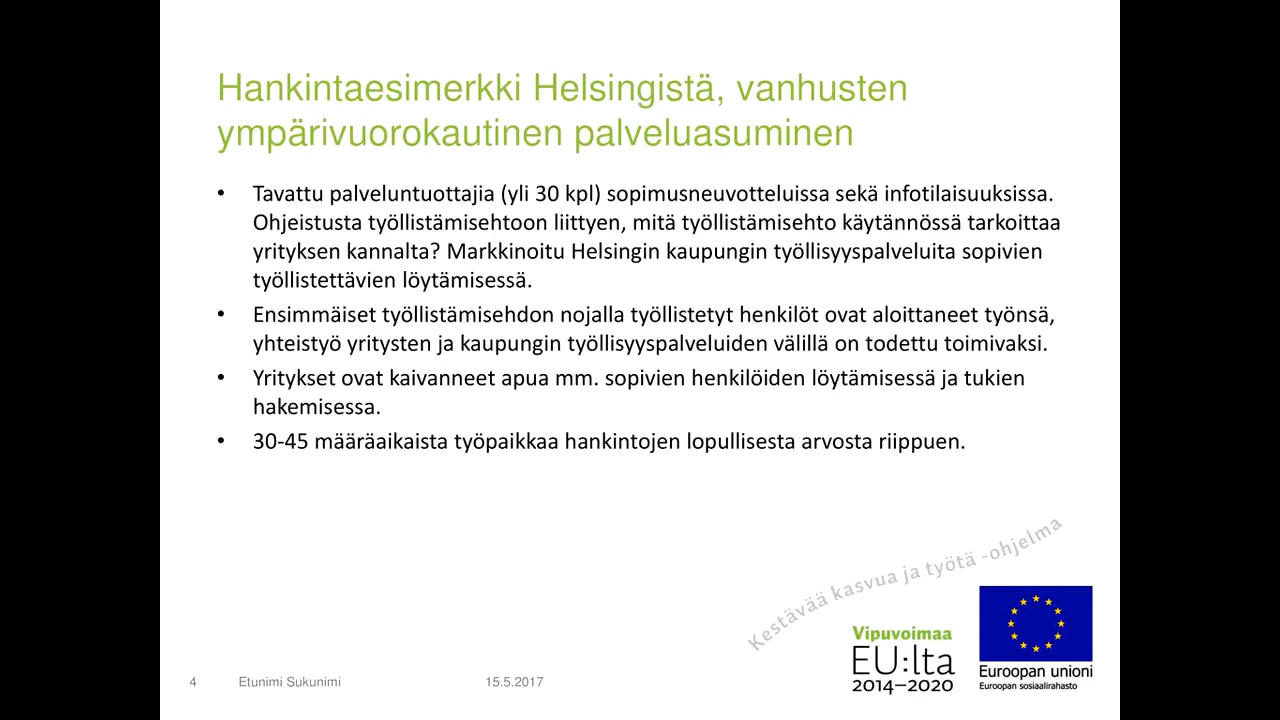 Hankintaesimerkki Helsingistä, vanhusten
ympärivuorokautinen palveluasuminen
• Tavattu palveluntuottajia (yli 30 kpl) sopimusneuvotteluissa sekä infotilaisuuksissa.
Ohjeistusta työllistämisehtoon liittyen, mitä työllistämisehto käytännössä tarkoittaa
yrityksen kannalta? Markkinoitu Helsingin kaupungin työllisyyspalveluita sopivien
työllistettävien löytämisessä.
• Ensimmäiset työllistämisehdon nojalla työllistetyt henkilöt ovat aloittaneet työnsä,
yhteistyö yritysten ja kaupungin työllisyyspalveluiden välillä on todettu toimivaksi.
• Yritykset ovat kaivanneet apua mm. sopivien henkilöiden löytämisessä ja tukien
hakemisessa.
• 30-45 määräaikaista työpaikkaa hankintojen lopullisesta arvosta riippuen.
Kestävää kasvua ja työtä -ohjelma
Vipuvoimaa
EU:lta
2014–2020
Euroopan unioni
Euroopan sosiaalirahasto
4 Etunimi Sukunimi 15.5.2017